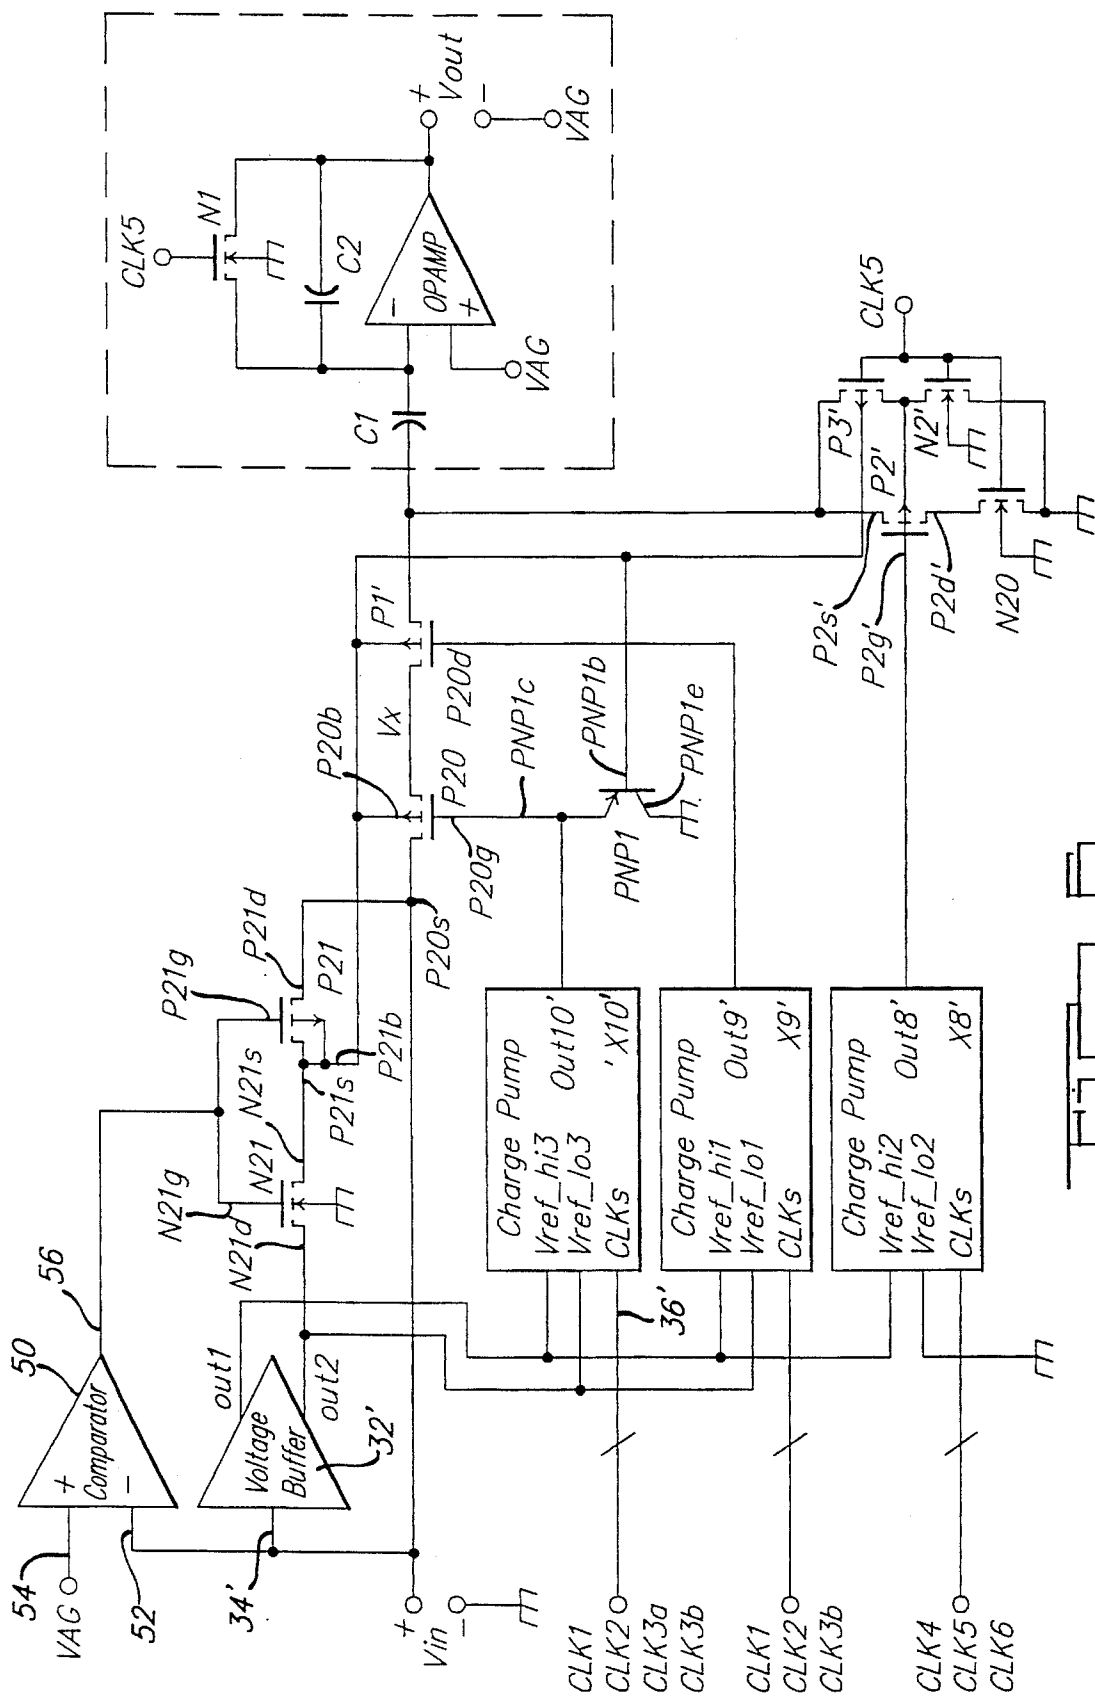 CLK5
N1
C2
+
Vout
−
VAG
OPAMP
−
+
VAG
C1
CLK5
P3'
P2'
N2'
P2s'
P2g'
P2d'
N20
P1'
P20d
Vx
P20b
P20
P20g
PNP1c
PNP1b
PNP1e
PNP1
P20s
P21d
P21g
P21
P21b
P21s
N21s
N21
N21g
N21d
56
50
Comparator
+
−
54
VAG
52
out1
out2
Voltage
Buffer
32'
34'
+
Vin
−
Charge Pump
Vref_hi3
Vref_lo3
Out10'
CLKs
'X10'
36'
Charge Pump
Vref_hi1
Vref_lo1
Out9'
CLKs
X9'
Charge Pump
Vref_hi2
Vref_lo2
Out8'
CLKs
X8'
CLK1
CLK2
CLK3a
CLK3b
CLK1
CLK2
CLK3b
CLK4
CLK5
CLK6